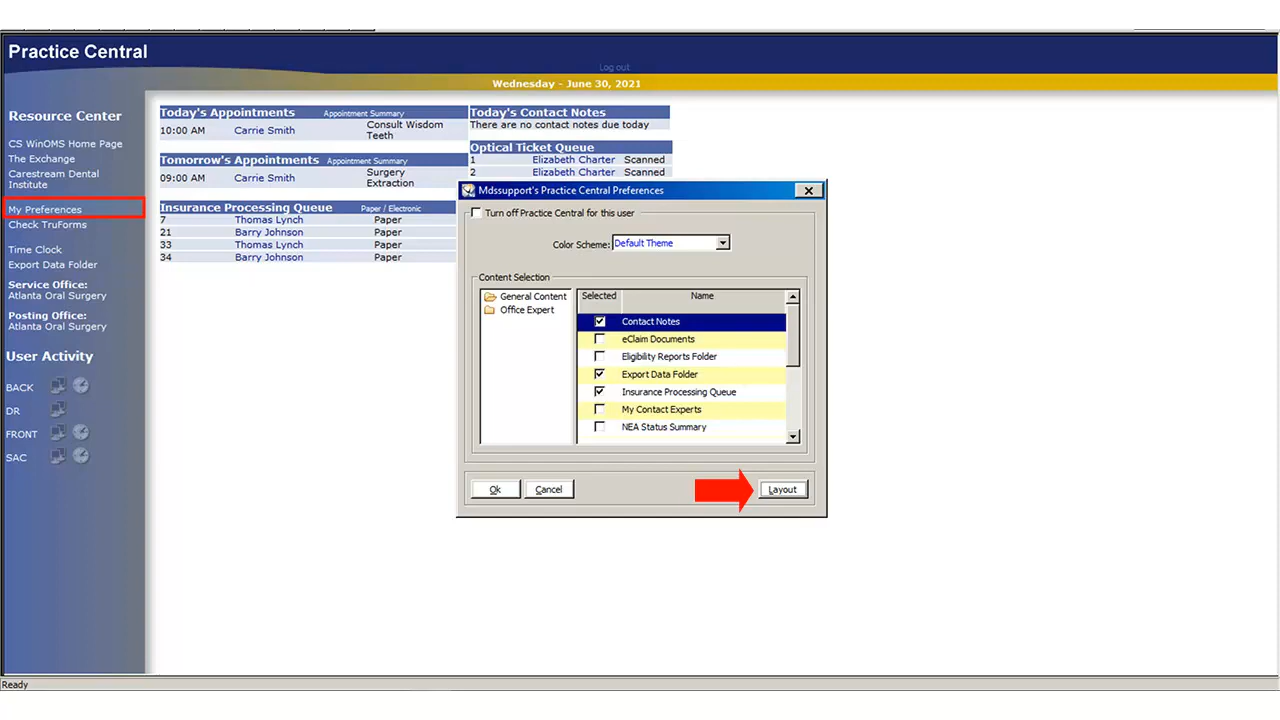 Practice Central
Log out
Wednesday - June 30, 2021
Resource Center
CS WinOMS Home Page
The Exchange
Carestream Dental
Institute
My Preferences
Check TruForms
Time Clock
Export Data Folder
Service Office:
Atlanta Oral Surgery
Posting Office:
Atlanta Oral Surgery
User Activity
BACK
DR
FRONT
SAC
Today's Appointments Appointment Summary
10:00 AM Carrie Smith Consult Wisdom
Teeth
Tomorrow's Appointments Appointment Summary
09:00 AM Carrie Smith Surgery
Extraction
Insurance Processing Queue Paper / Electronic
7 Thomas Lynch Paper
21 Barry Johnson Paper
33 Thomas Lynch Paper
34 Barry Johnson Paper
Today's Contact Notes
There are no contact notes due today
Optical Ticket Queue
1 Elizabeth Charter Scanned
2 Elizabeth Charter Scanned
Mdssupport's Practice Central Preferences
Turn off Practice Central for this user
Color Scheme: Default Theme
Content Selection
General Content
Office Expert
Selected Name
Contact Notes
eClaim Documents
Eligibility Reports Folder
Export Data Folder
Insurance Processing Queue
My Contact Experts
NEA Status Summary
Ok Cancel Layout
Ready